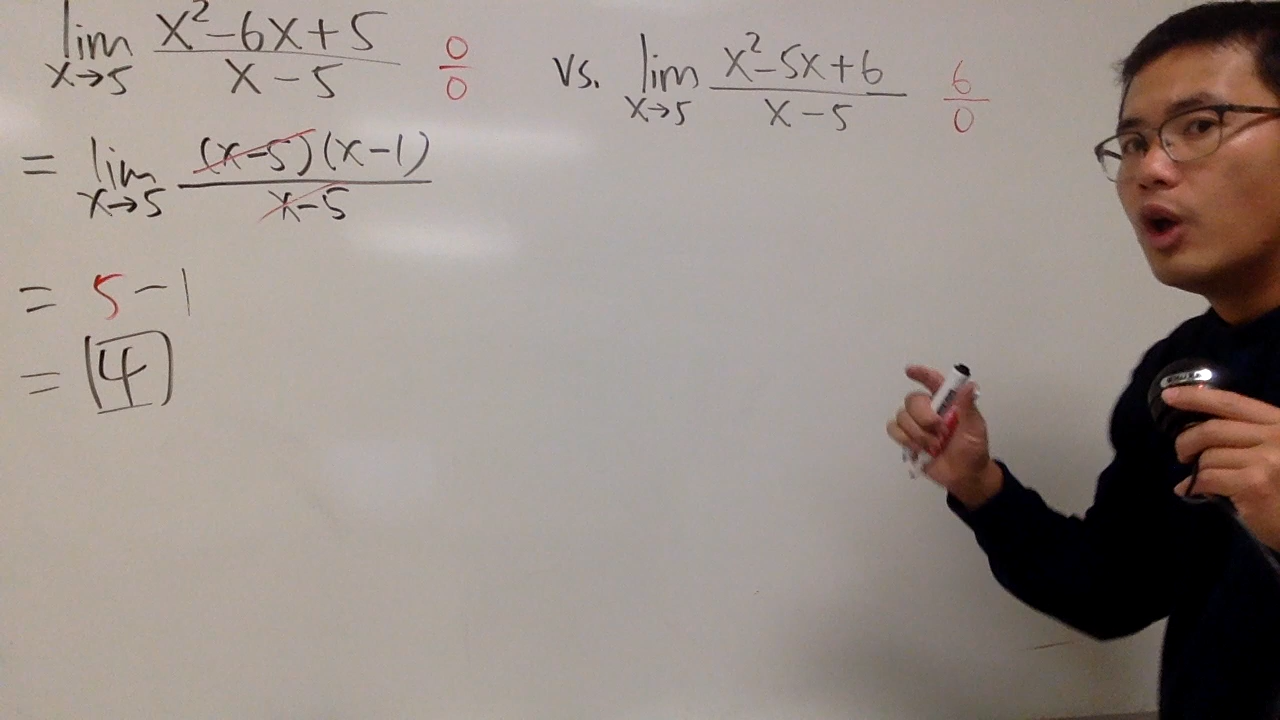 lim x→5 (x²-6x+5)/(x-5) 0/0
= lim x→5 (x-5)(x-1)/(x-5)
= 5-1
= 4
vs. lim x→5 (x²-5x+6)/(x-5) 6/0